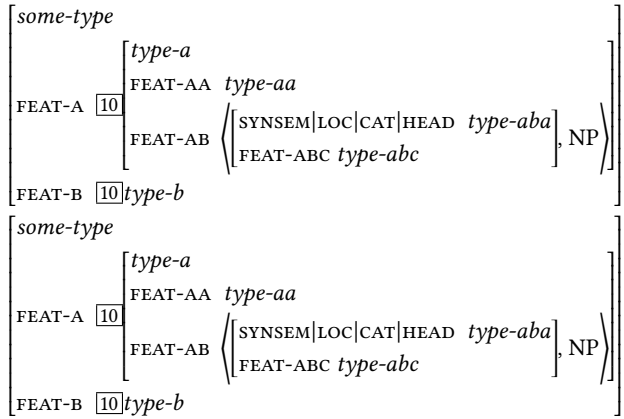 some-type
type-a
FEAT-AA type-aa
FEAT-A 10
SYNSEM|LOC|CAT|HEAD type-aba
FEAT-AB ⟨ , NP⟩
FEAT-ABC type-abc
FEAT-B 10 type-b
some-type
type-a
FEAT-AA type-aa
FEAT-A 10
SYNSEM|LOC|CAT|HEAD type-aba
FEAT-AB ⟨ , NP⟩
FEAT-ABC type-abc
FEAT-B 10 type-b